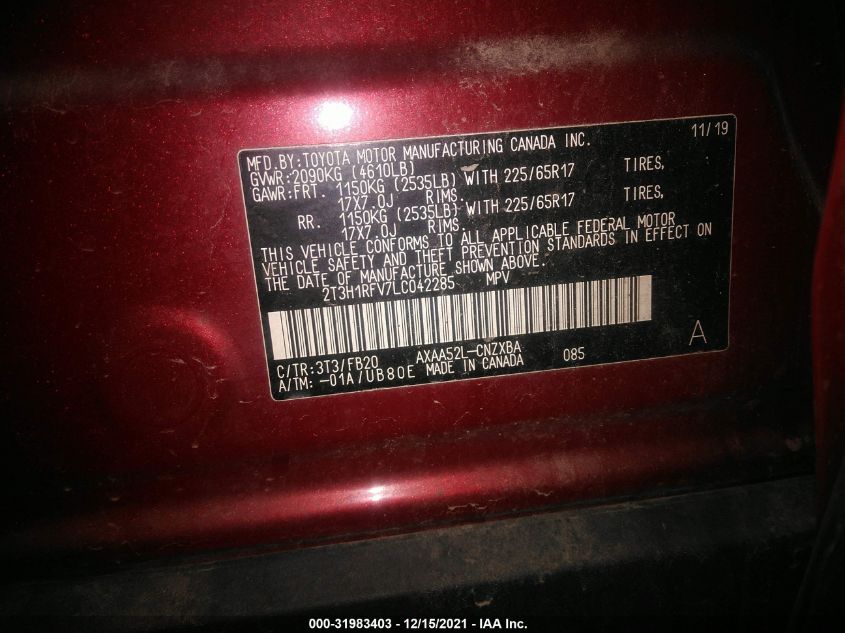 11/19
MFD.BY:TOYOTA MOTOR MANUFACTURING CANADA INC.
GVWR:2090KG (4610LB)
GAWR:FRT. 1150KG (2535LB) WITH 225/65R17 TIRES,
17X7.0J RIMS.
RR. 1150KG (2535LB) WITH 225/65R17 TIRES,
17X7.0J RIMS.
THIS VEHICLE CONFORMS TO ALL APPLICABLE FEDERAL MOTOR
VEHICLE SAFETY AND THEFT PREVENTION STANDARDS IN EFFECT ON
THE DATE OF MANUFACTURE SHOWN ABOVE.
2T3H1RFV7LC042285 MPV
A
C/TR:3T3/FB20 AXAA52L-CNZXBA 085
A/TM:-01A/UB80E MADE IN CANADA
000-31983403 - 12/15/2021 - IAA Inc.